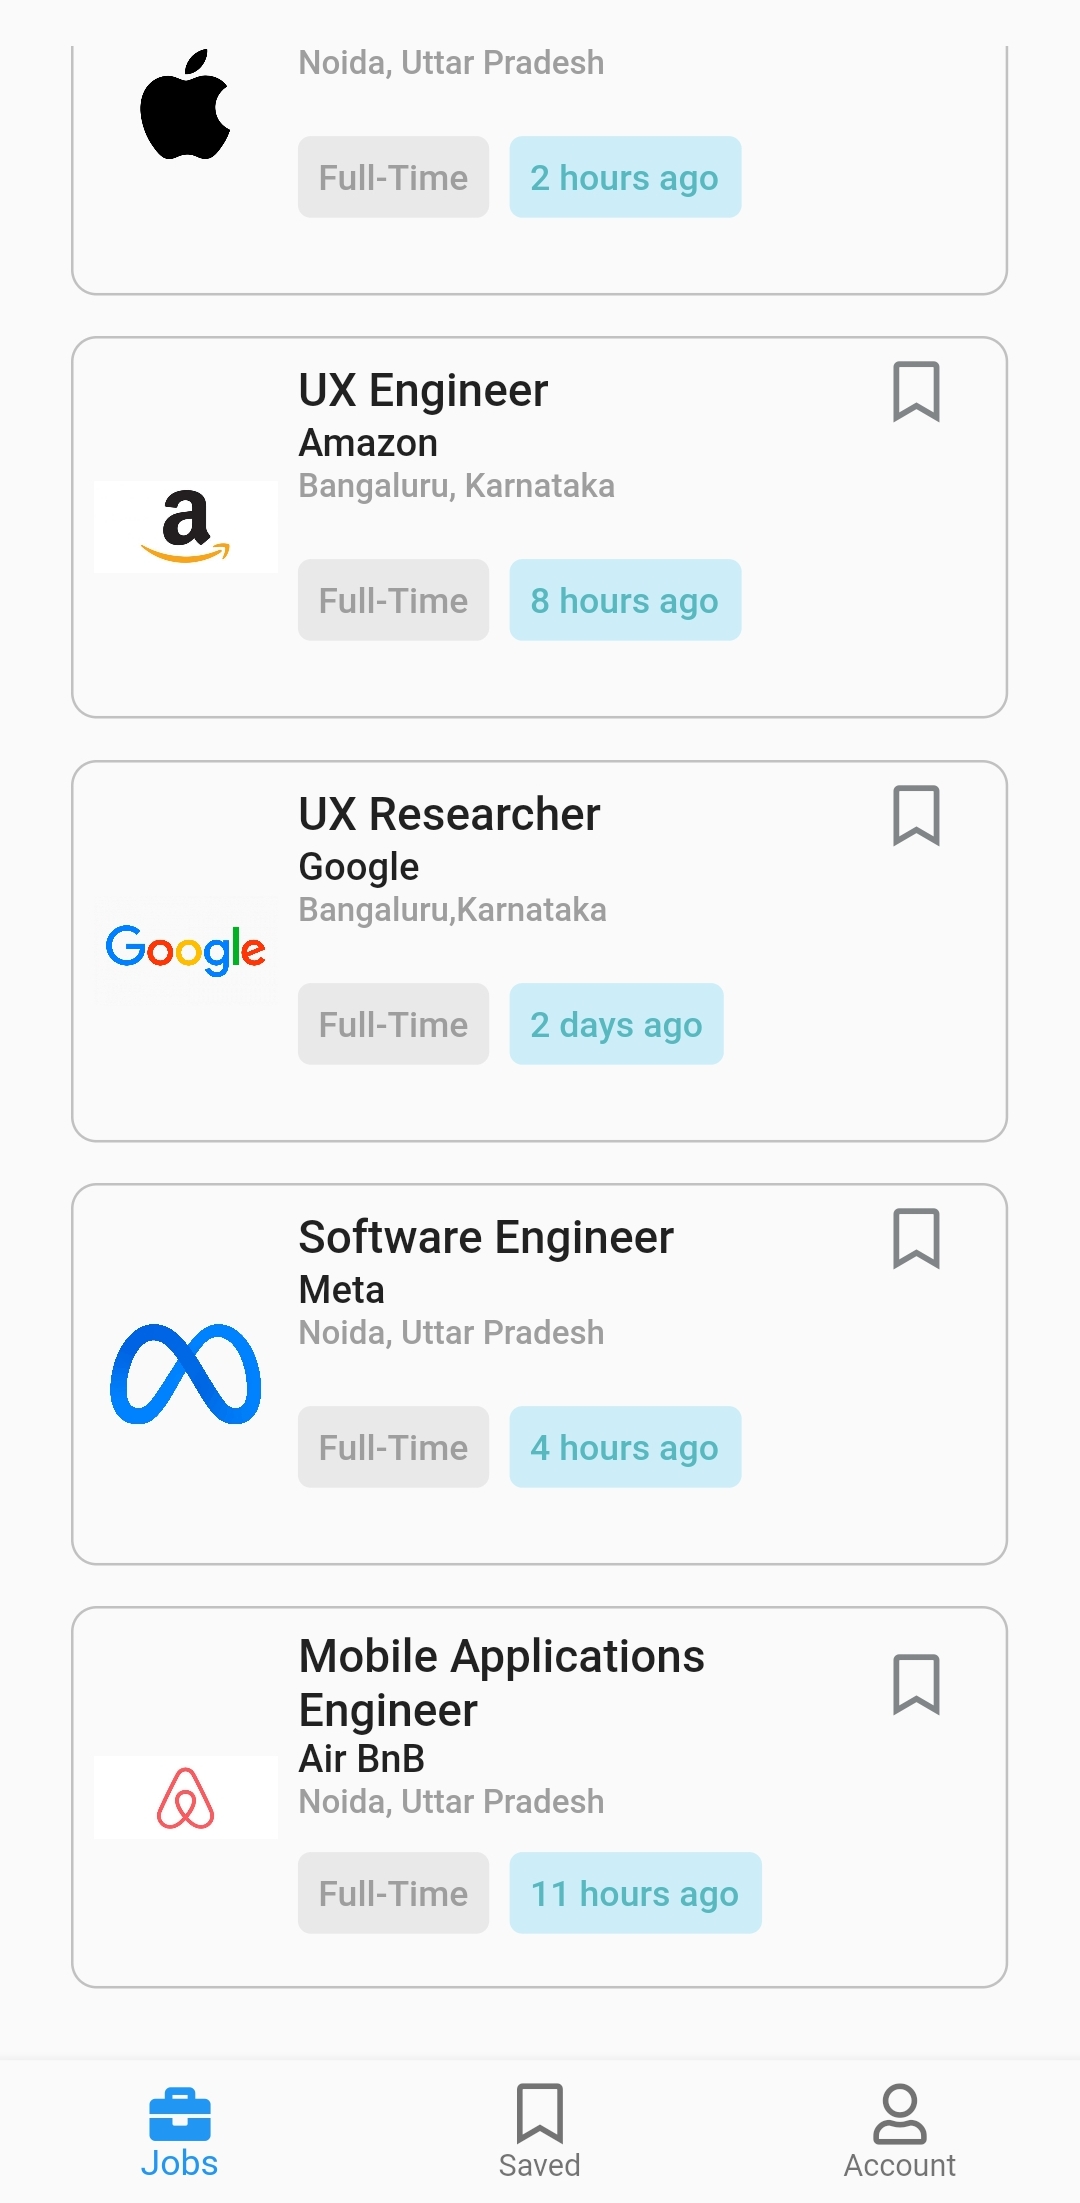 Noida, Uttar Pradesh
Full-Time 2 hours ago
UX Engineer
Amazon
Bangaluru, Karnataka
a
Full-Time 8 hours ago
UX Researcher
Google
Bangaluru,Karnataka
Google
Full-Time 2 days ago
Software Engineer
Meta
Noida, Uttar Pradesh
Full-Time 4 hours ago
Mobile Applications
Engineer
Air BnB
Noida, Uttar Pradesh
Full-Time 11 hours ago
Jobs Saved Account